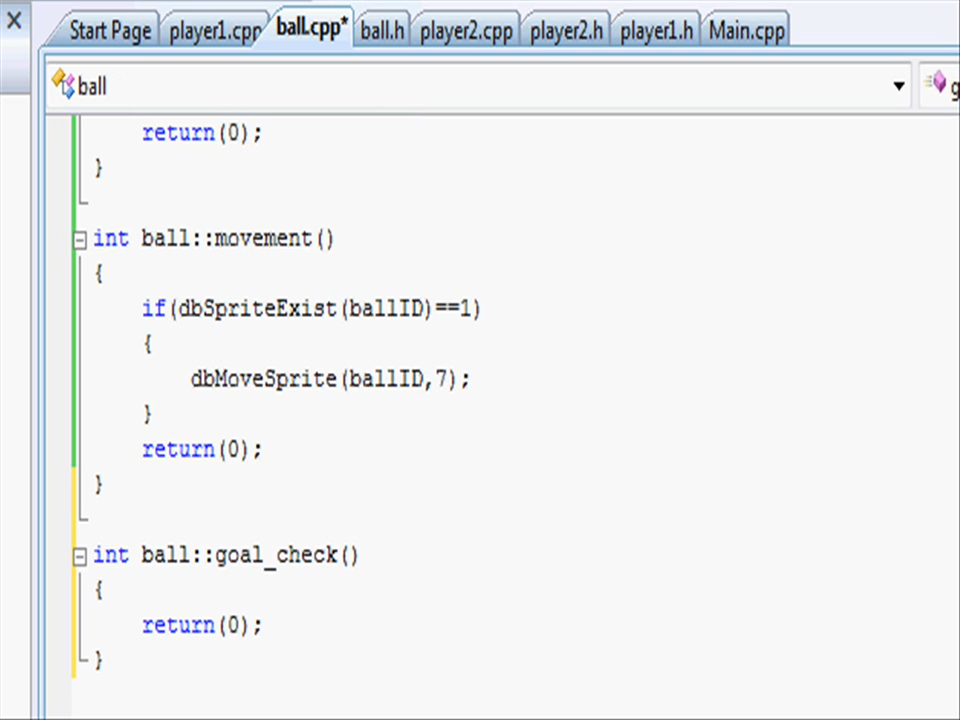 Start Page player1.cpp ball.cpp* ball.h player2.cpp player2.h player1.h Main.cpp
ball
return(0);
}
int ball::movement()
{
if(dbSpriteExist(ballID)==1)
{
dbMoveSprite(ballID,7);
}
return(0);
}
int ball::goal_check()
{
return(0);
}